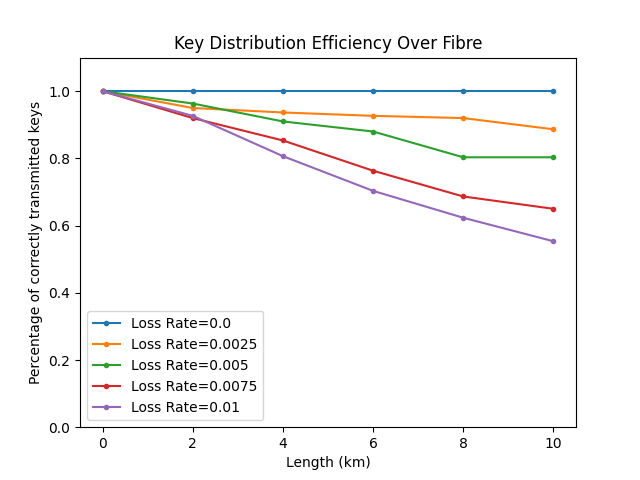 Key Distribution Efficiency Over Fibre
Percentage of correctly transmitted keys
1.0
0.8
0.6
0.4
0.2
0.0
Loss Rate=0.0
Loss Rate=0.0025
Loss Rate=0.005
Loss Rate=0.0075
Loss Rate=0.01
0 2 4 6 8 10
Length (km)